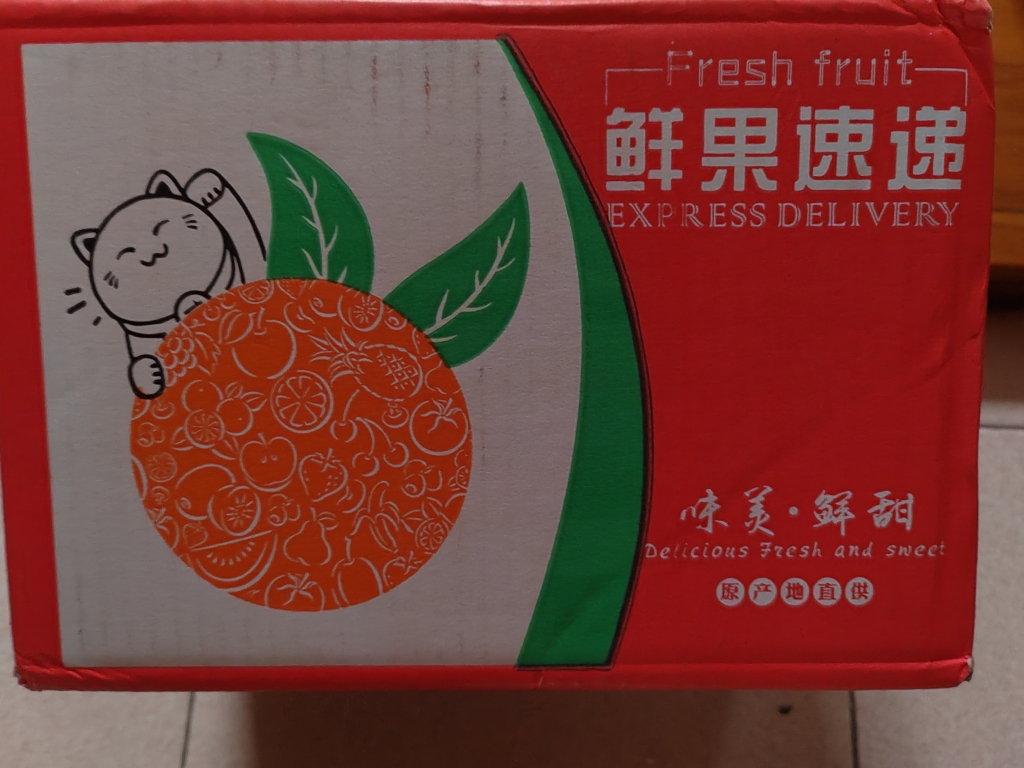 Fresh fruit
鲜果速递
EXPRESS DELIVERY
味美·鲜甜
Delicious Fresh and sweet
原产地直供